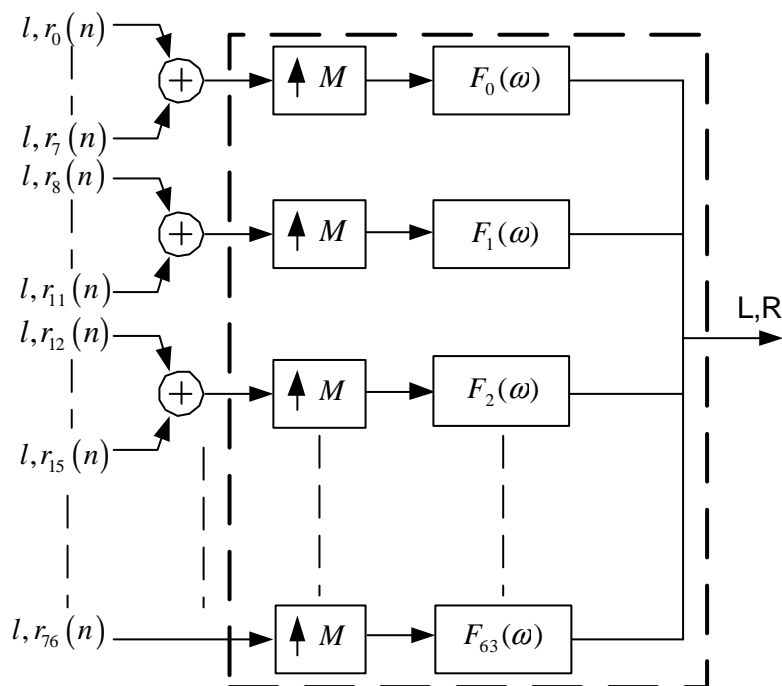 l, r₀(n)
+
↑ M
F₀(ω)
l, r₇(n)
l, r₈(n)
+
↑ M
F₁(ω)
l, r₁₁(n)
L,R
l, r₁₂(n)
+
↑ M
F₂(ω)
l, r₁₅(n)
l, r₇₆(n)
↑ M
F₆₃(ω)